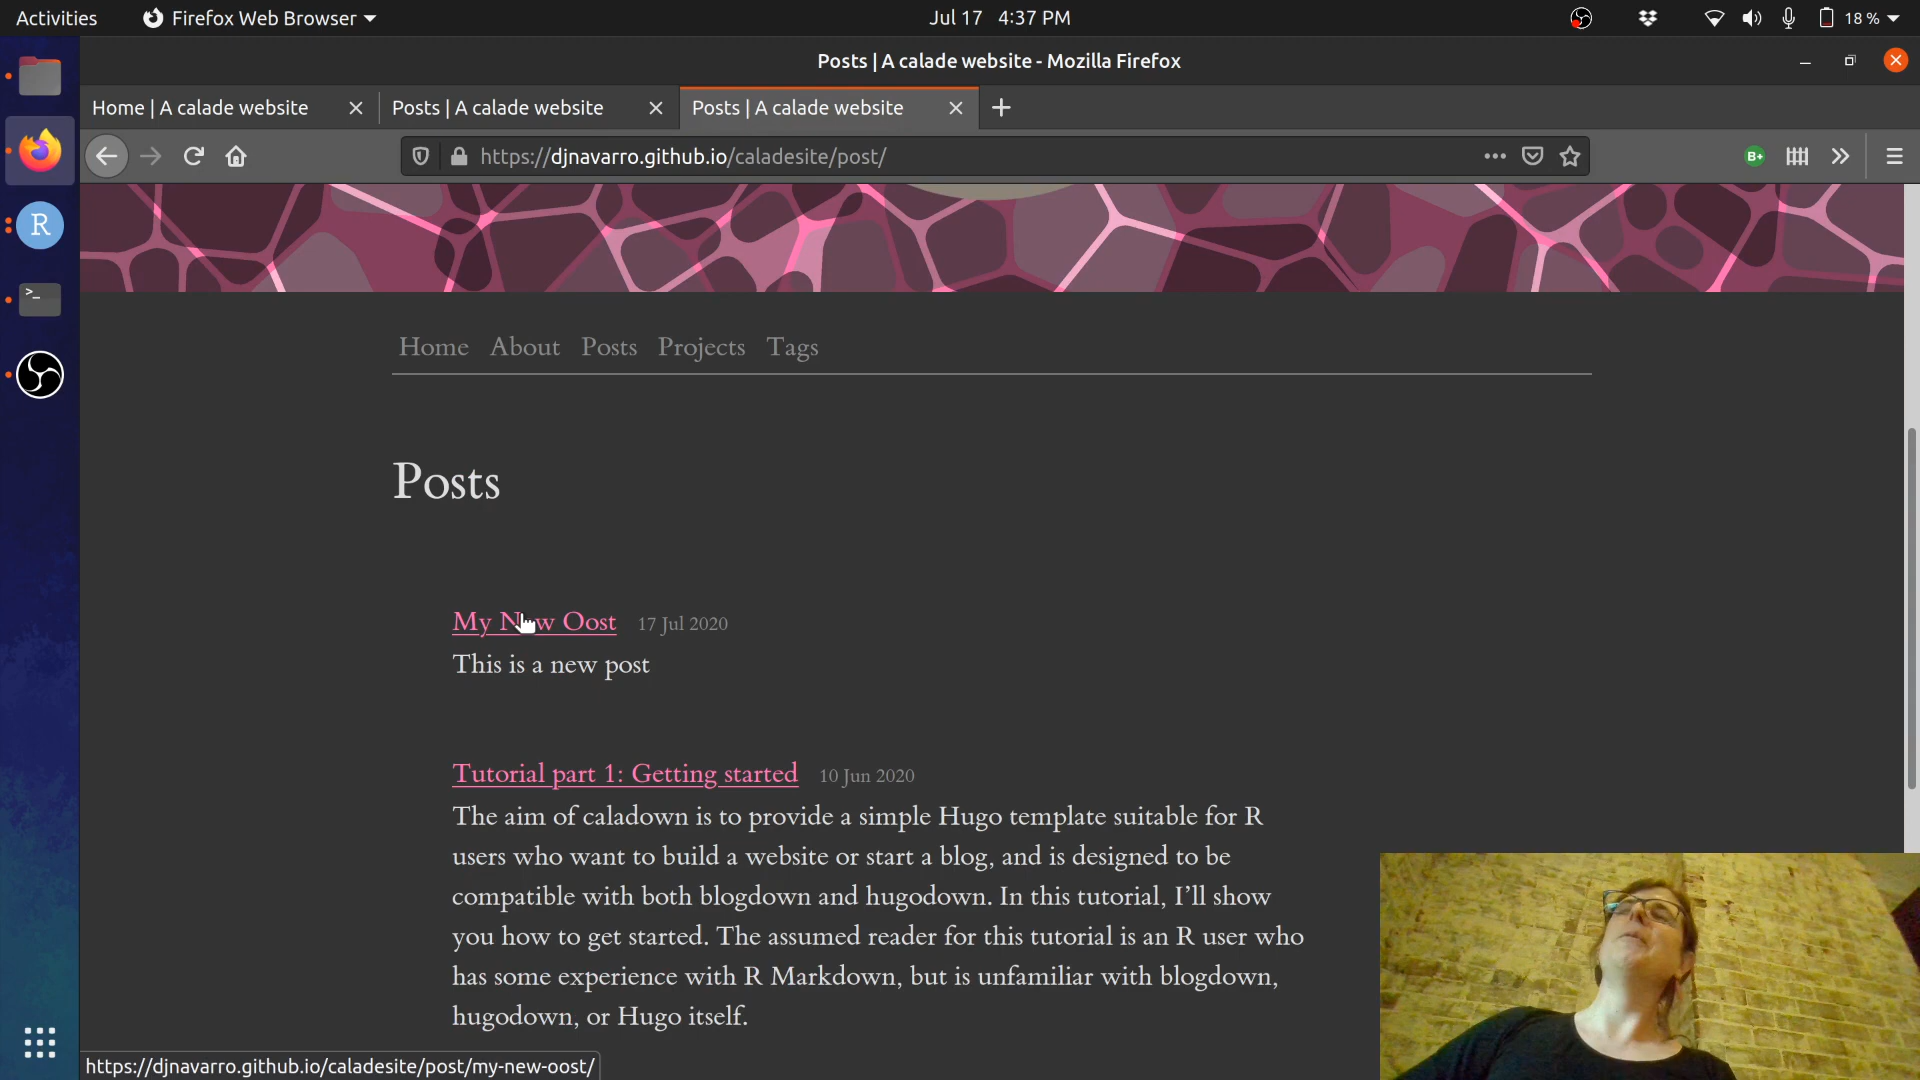 Activities
Firefox Web Browser
Jul 17 4:37 PM
18 %
Posts | A calade website - Mozilla Firefox
Home | A calade website
Posts | A calade website
Posts | A calade website
https://djnavarro.github.io/caladesite/post/
B+
R
>_
Home About Posts Projects Tags
Posts
My New Oost 17 Jul 2020
This is a new post
Tutorial part 1: Getting started 10 Jun 2020
The aim of caladown is to provide a simple Hugo template suitable for R
users who want to build a website or start a blog, and is designed to be
compatible with both blogdown and hugodown. In this tutorial, I’ll show
you how to get started. The assumed reader for this tutorial is an R user who
has some experience with R Markdown, but is unfamiliar with blogdown,
hugodown, or Hugo itself.
https://djnavarro.github.io/caladesite/post/my-new-oost/